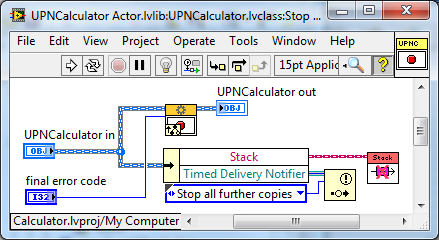 UPNCalculator Actor.lvlib:UPNCalculator.lvclass:Stop ...
File Edit View Project Operate Tools Window Help
UPNC
15pt Applic
?
UPNCalculator out
OBJ
UPNCalculator in
OBJ
final error code
I32
Stack
Timed Delivery Notifier
Stop all further copies
Stack
Calculator.lvproj/My Computer